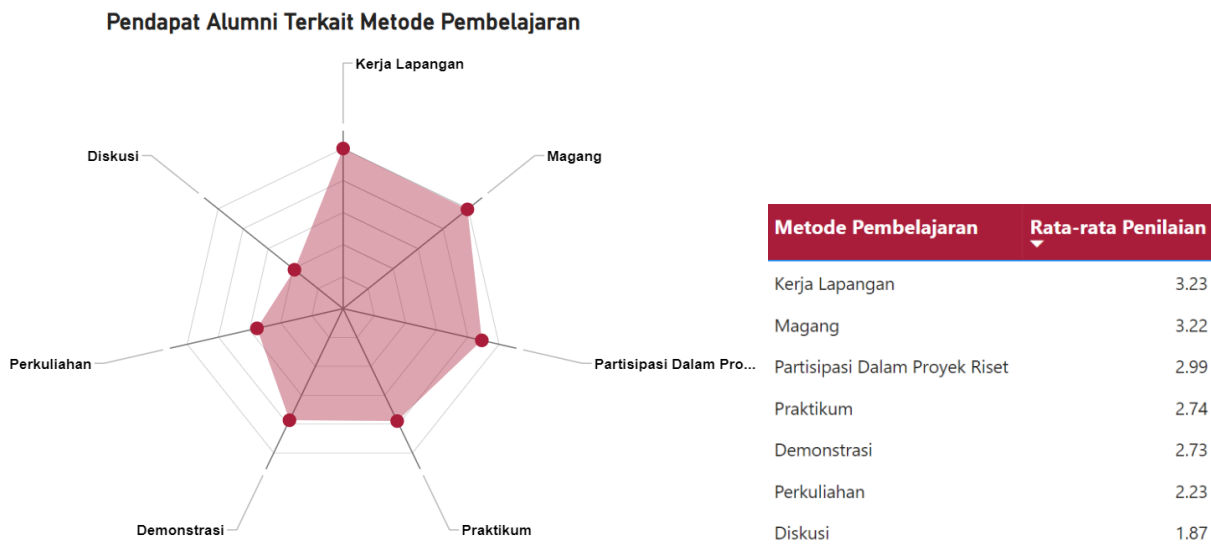 Pendapat Alumni Terkait Metode Pembelajaran
Kerja Lapangan
Diskusi
Magang
Perkuliahan
Partisipasi Dalam Pro...
Demonstrasi
Praktikum
Metode Pembelajaran Rata-rata Penilaian
Kerja Lapangan 3.23
Magang 3.22
Partisipasi Dalam Proyek Riset 2.99
Praktikum 2.74
Demonstrasi 2.73
Perkuliahan 2.23
Diskusi 1.87